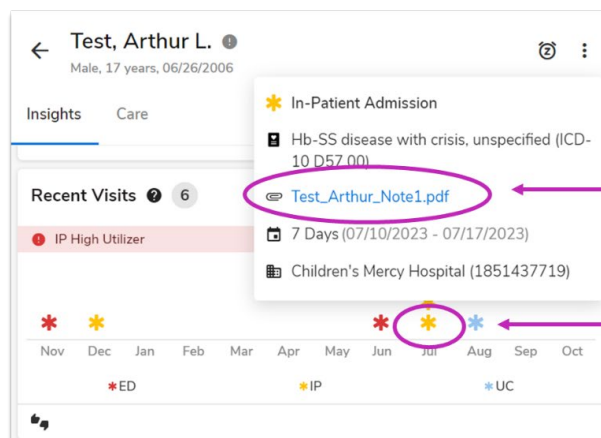 Test, Arthur L.
Male, 17 years, 06/26/2006
Insights Care
In-Patient Admission
Hb-SS disease with crisis, unspecified (ICD-
10 D57.00)
Test_Arthur_Note1.pdf
7 Days (07/10/2023 - 07/17/2023)
Children's Mercy Hospital (1851437719)
Recent Visits ? 6
IP High Utilizer
Nov Dec Jan Feb Mar Apr May Jun Jul Aug Sep Oct
ED IP UC